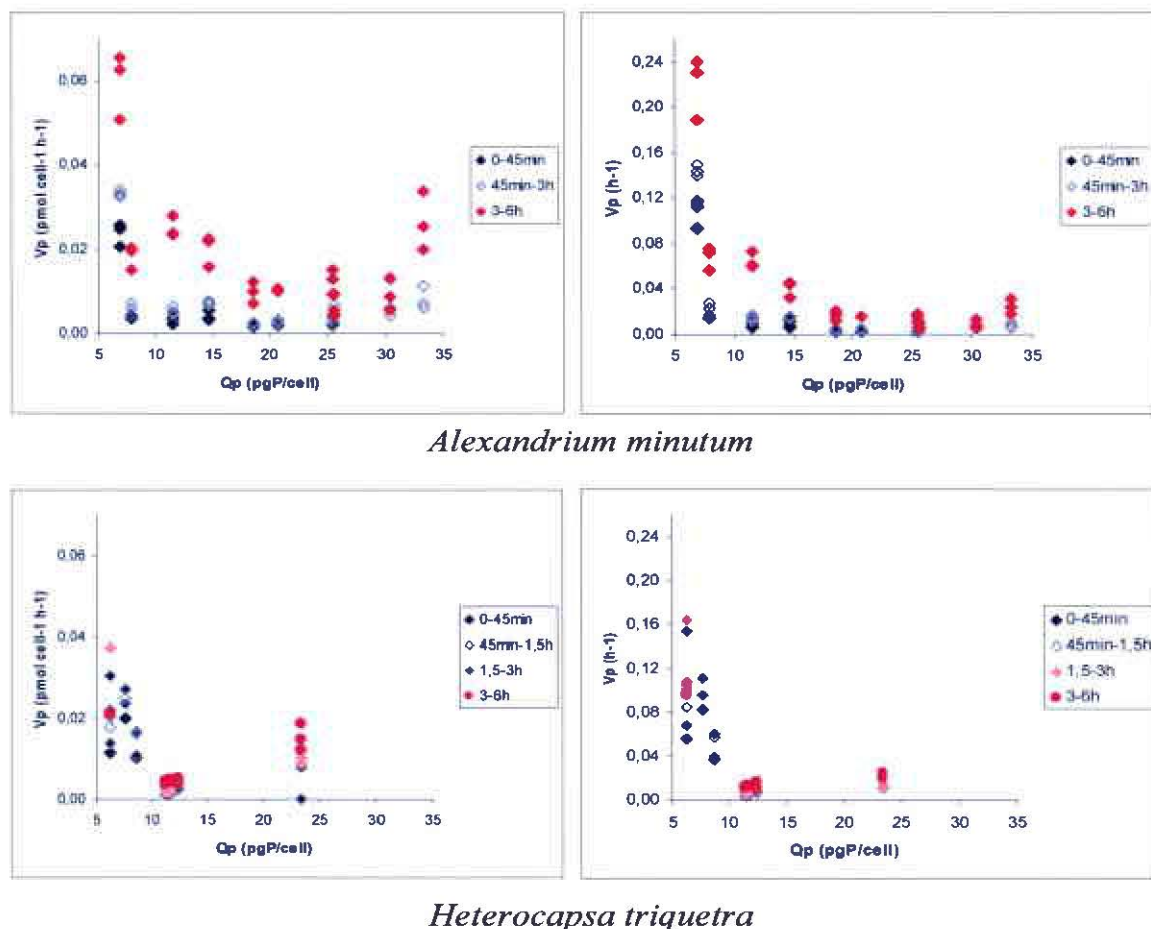 0,06
0,04
0,02
0,00
Vp (pmol cell-1 h-1)
5 10 15 20 25 30 35
Qp (pgP/cell)
0-45min
45min-3h
3-6h
0,24
0,20
0,16
0,12
0,08
0,04
0,00
Vp (h-1)
5 10 15 20 25 30 35
Qp (pgP/cell)
0-45min
45min-3h
3-6h
Alexandrium minutum
0,06
0,04
0,02
0,00
Vp (pmol cell-1 h-1)
5 10 15 20 25 30 35
Qp (pgP/cell)
0-45min
45mn-1,5h
1,5-3h
3-6h
0,24
0,20
0,16
0,12
0,08
0,04
0,00
Vp (h-1)
5 10 15 20 25 30 35
Qp (pgP/cell)
0-45min
45min-1,5h
1,5-3h
3-6h
Heterocapsa triquetra